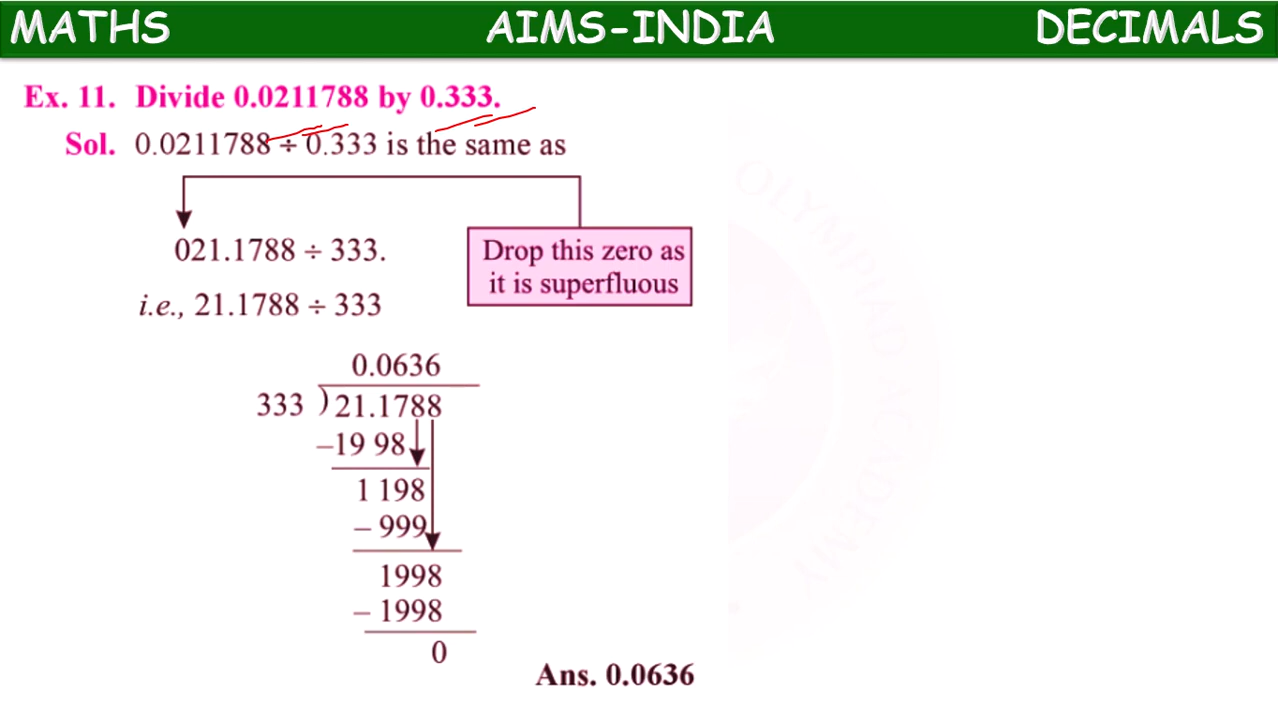 MATHS AIMS-INDIA DECIMALS
Ex. 11. Divide 0.0211788 by 0.333.
Sol. 0.0211788 ÷ 0.333 is the same as
021.1788 ÷ 333.
Drop this zero as
it is superfluous
i.e., 21.1788 ÷ 333
0.0636
333 ) 21.1788
–19 98
1 198
– 999
1998
– 1998
0
Ans. 0.0636
OLYMPIAD ACADEMY